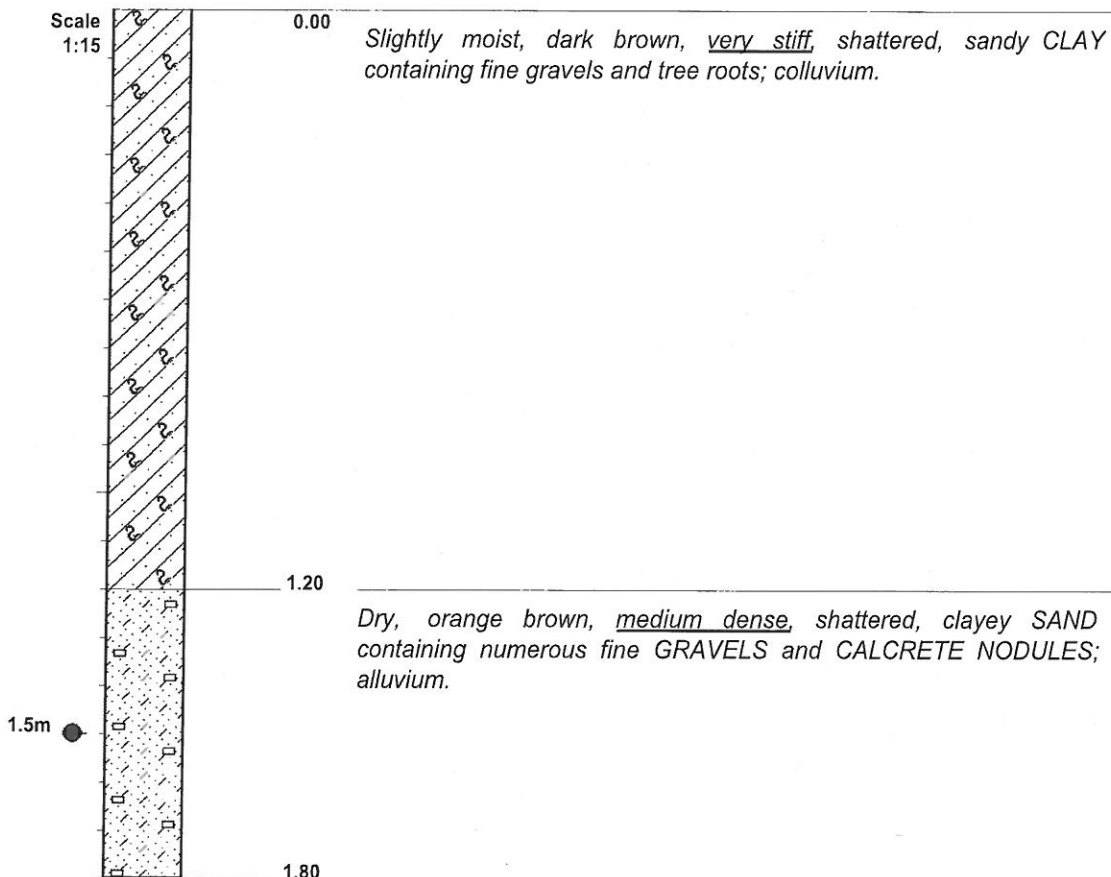 Scale
1:15
0.00
Slightly moist, dark brown, very stiff, shattered, sandy CLAY
containing fine gravels and tree roots; colluvium.
1.20
Dry, orange brown, medium dense, shattered, clayey SAND
containing numerous fine GRAVELS and CALCRETE NODULES;
alluvium.
1.5m
1.80